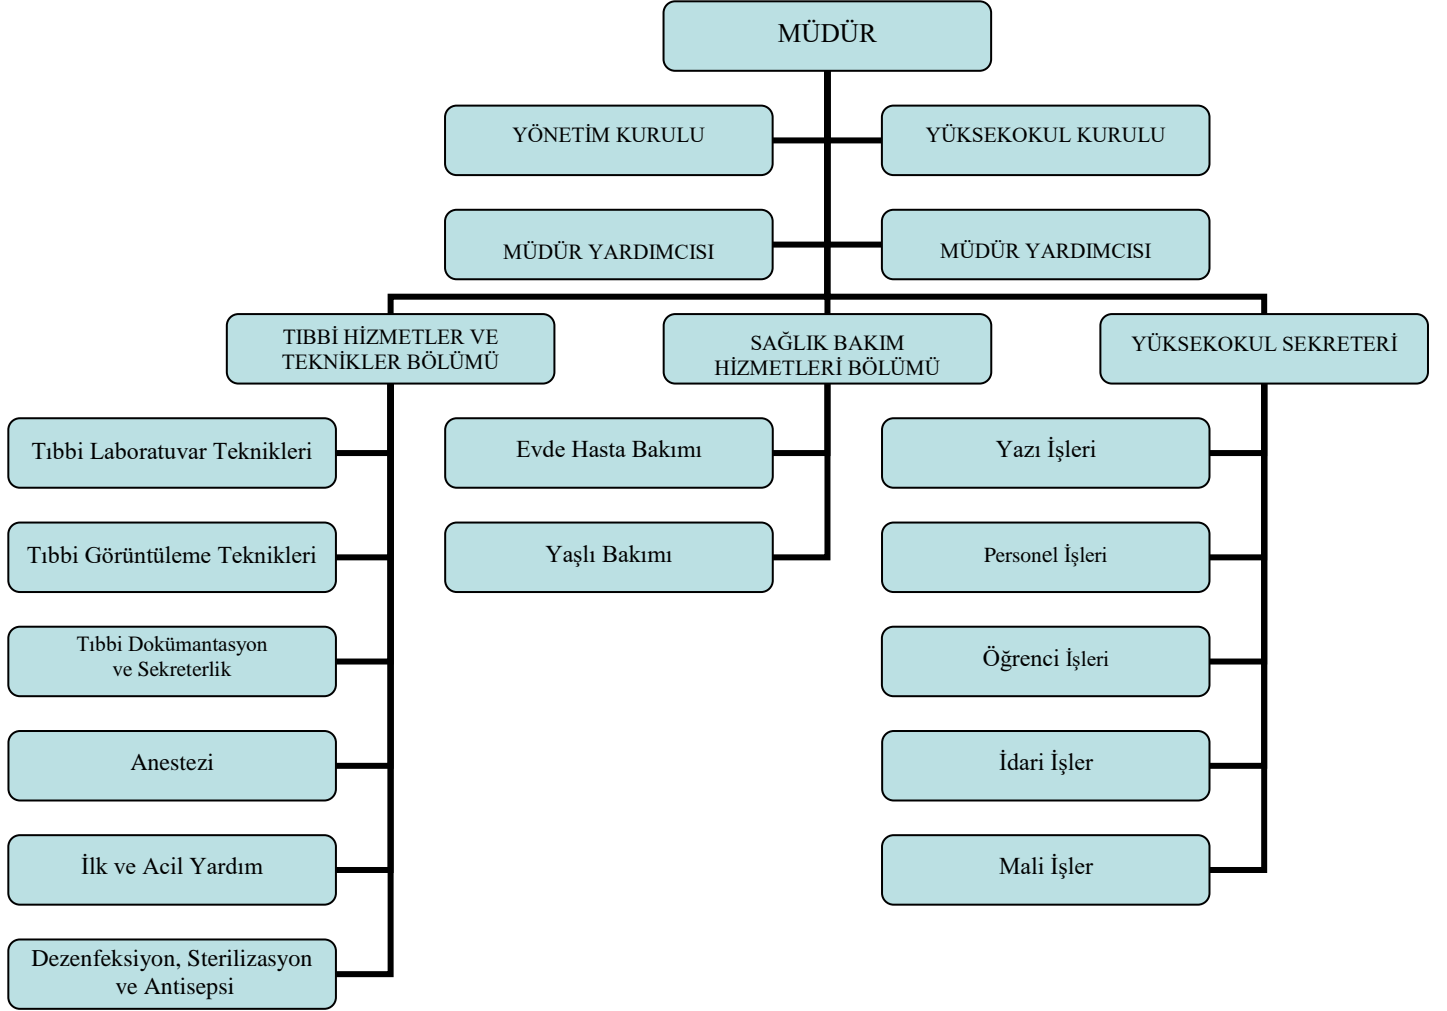 MÜDÜR
YÖNETİM KURULU
YÜKSEKOKUL KURULU
MÜDÜR YARDIMCISI
MÜDÜR YARDIMCISI
TIBBİ HİZMETLER VE
TEKNİKLER BÖLÜMÜ
SAĞLIK BAKIM
HİZMETLERİ BÖLÜMÜ
YÜKSEKOKUL SEKRETERİ
Tıbbi Laboratuvar Teknikleri
Tıbbi Görüntüleme Teknikleri
Tıbbi Dokümantasyon
ve Sekreterlik
Anestezi
İlk ve Acil Yardım
Dezenfeksiyon, Sterilizasyon
ve Antisepsi
Evde Hasta Bakımı
Yaşlı Bakımı
Yazı İşleri
Personel İşleri
Öğrenci İşleri
İdari İşler
Mali İşler